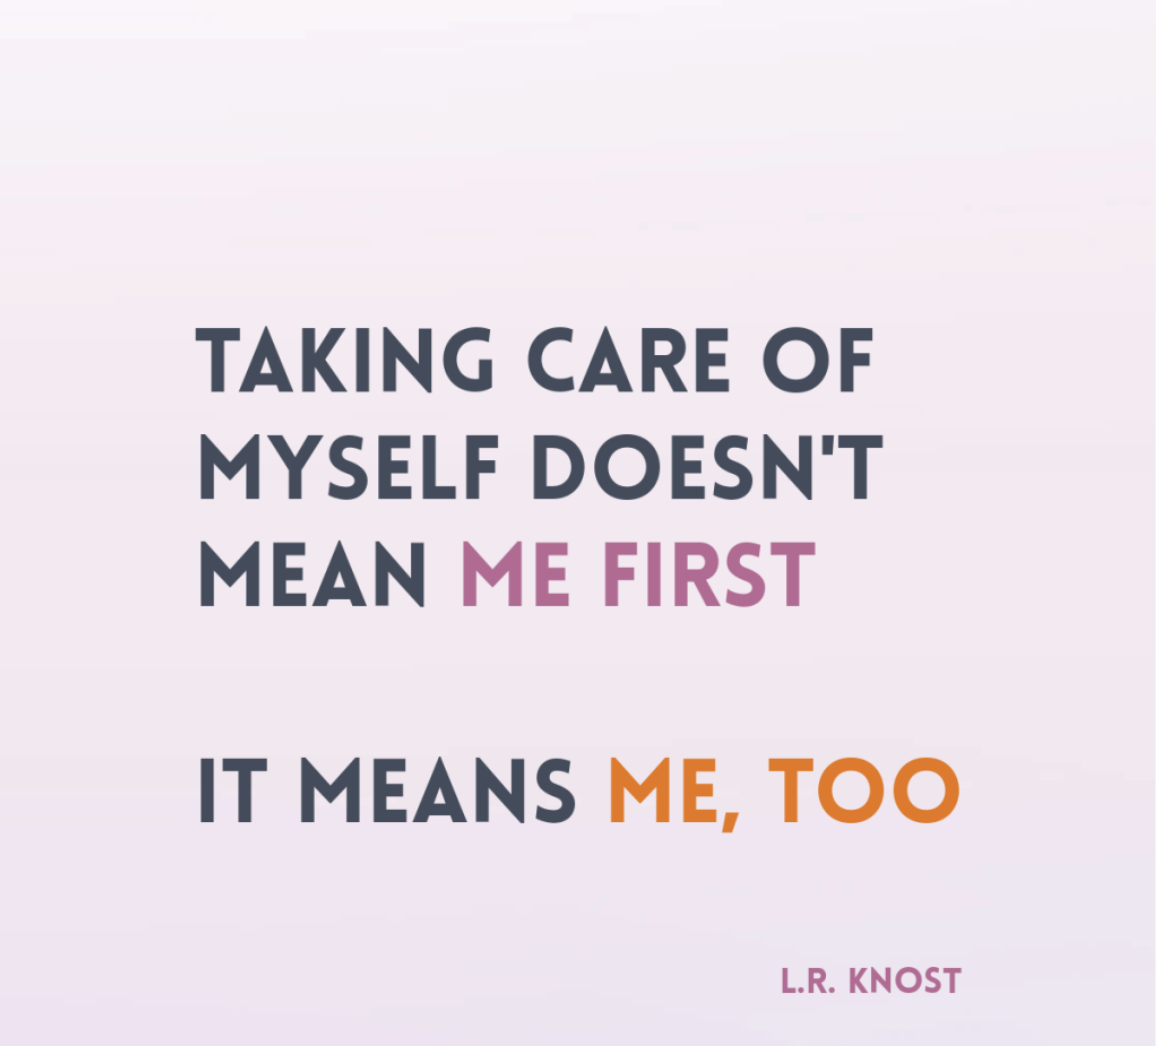 TAKING CARE OF
MYSELF DOESN'T
MEAN ME FIRST
IT MEANS ME, TOO
L.R. KNOST